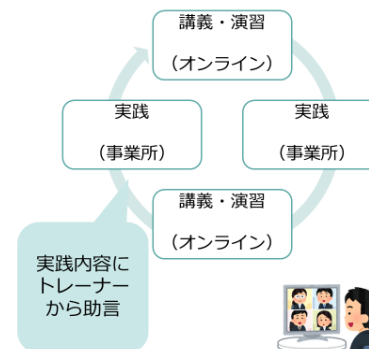 講義・演習
（オンライン）
実践
（事業所）
実践
（事業所）
講義・演習
（オンライン）
実践内容に
トレーナー
から助言